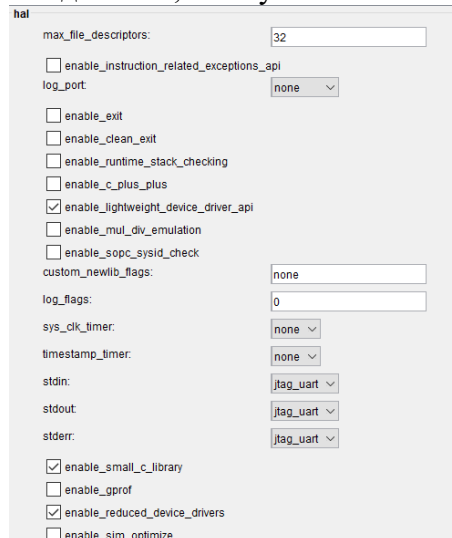 hal
max_file_descriptors: 32
enable_instruction_related_exceptions_api
log_port: none
enable_exit
enable_clean_exit
enable_runtime_stack_checking
enable_c_plus_plus
enable_lightweight_device_driver_api
enable_mul_div_emulation
enable_sopc_sysid_check
custom_newlib_flags: none
log_flags: 0
sys_clk_timer: none
timestamp_timer: none
stdin: jtag_uart
stdout: jtag_uart
stderr: jtag_uart
enable_small_c_library
enable_gprof
enable_reduced_device_drivers
enable_sim_optimize